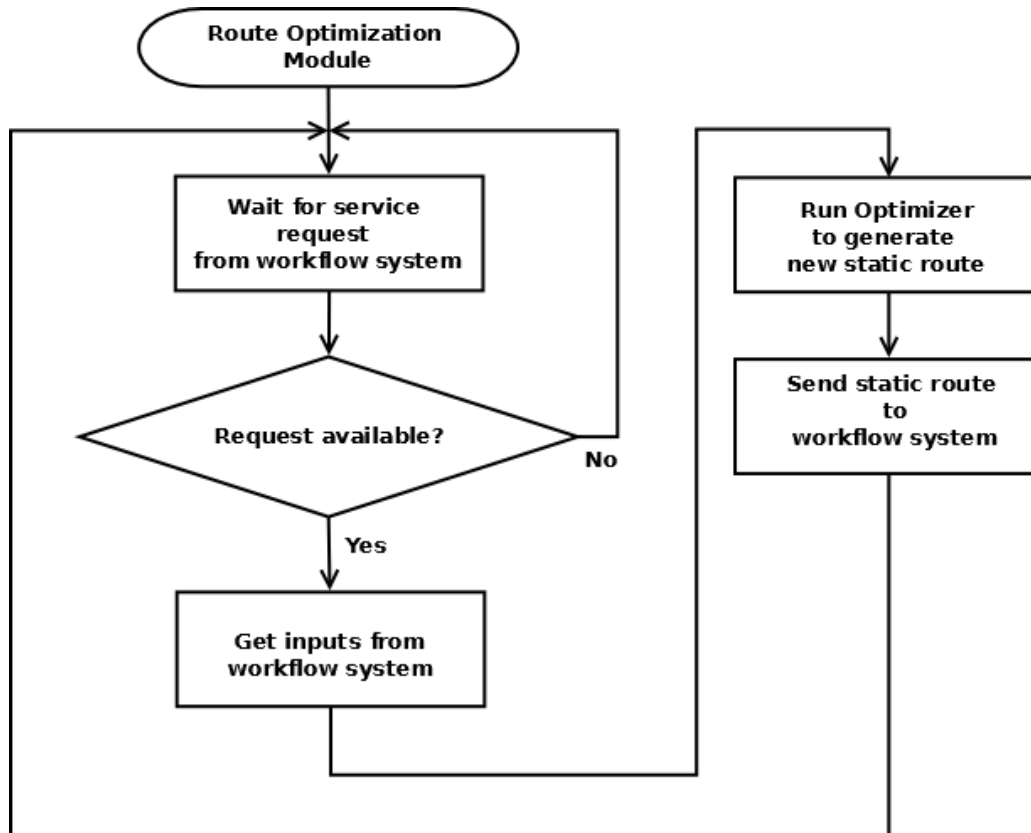 Route Optimization
Module
Wait for service
request
from workflow system
Request available?
No
Yes
Get inputs from
workflow system
Run Optimizer
to generate
new static route
Send static route
to
workflow system